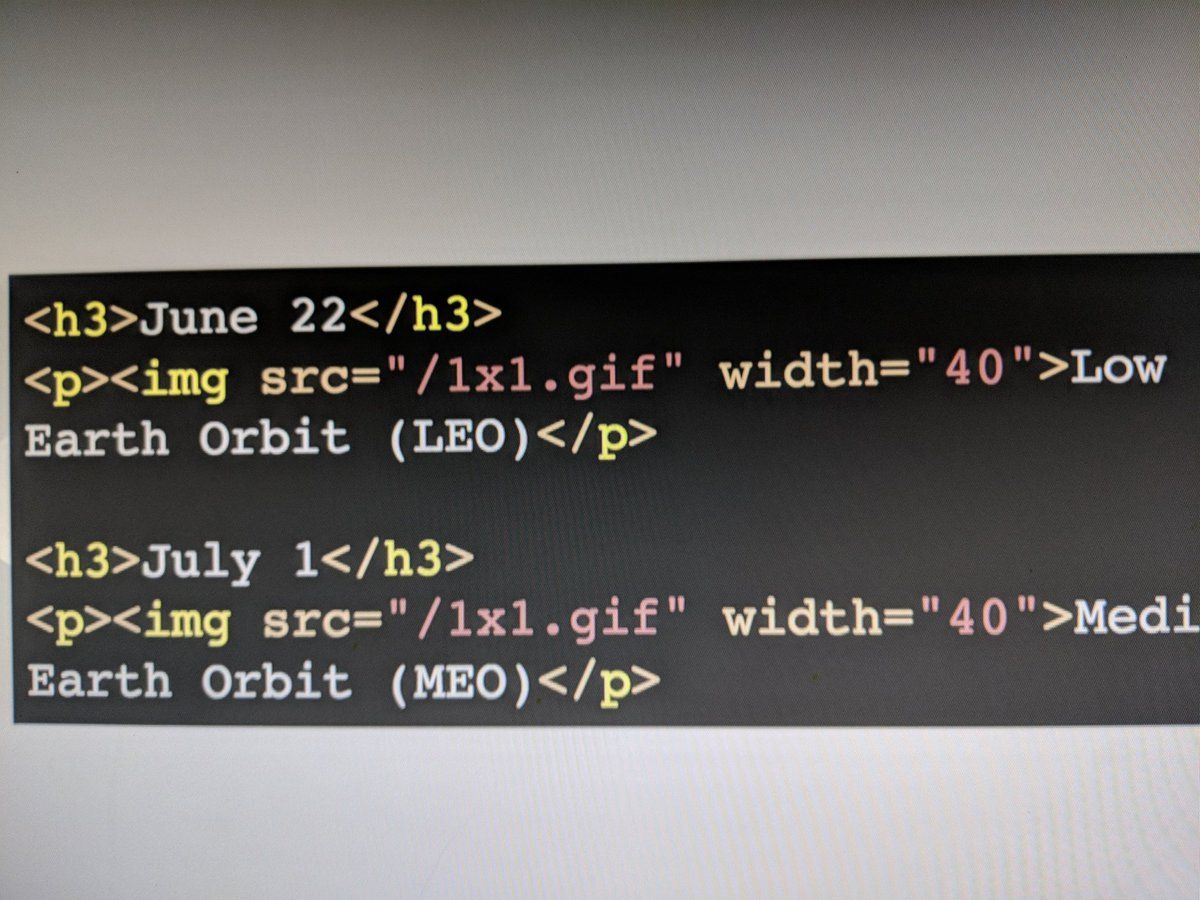 <h3>June 22</h3>
<p><img src="/1x1.gif" width="40">Low
Earth Orbit (LEO)</p>
<h3>July 1</h3>
<p><img src="/1x1.gif" width="40">Medi
Earth Orbit (MEO)</p>